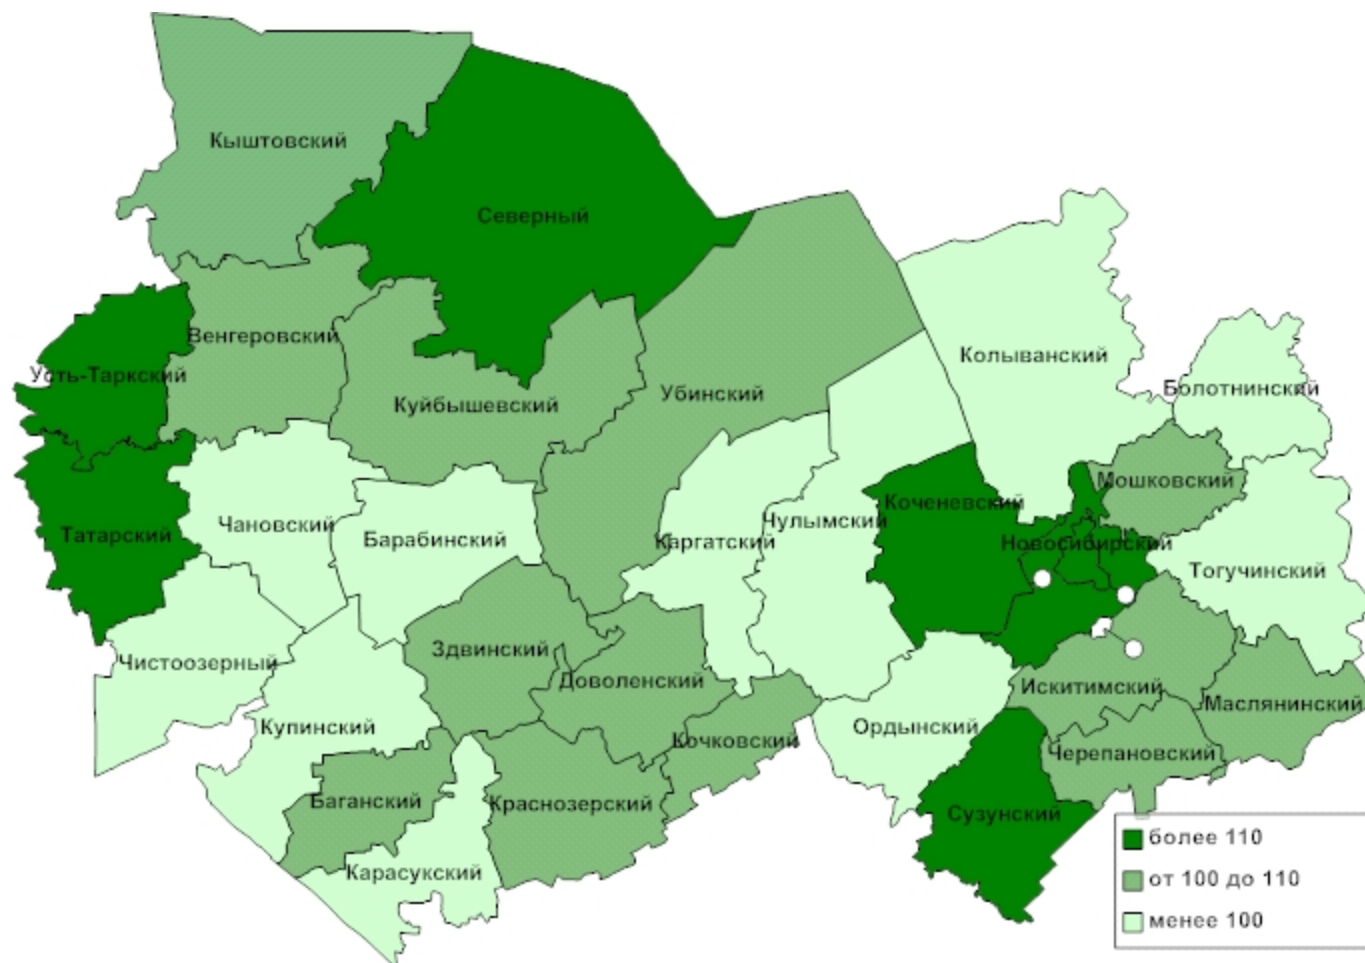 Кыштовский
Северный
Венгеровский
Усть-Таркский
Куйбышевский
Убинский
Колыванский
Болотнинский
Татарский
Чановский
Барабинский
Каргатский
Чулымский
Коченевский
Мошковский
Новосибирский
Тогучинский
Чистоозерный
Здвинский
Доволенский
Искитимский
Маслянинский
Купинский
Кочковский
Ордынский
Черепановский
Баганский
Краснозерский
Сузунский
Карасукский
более 110
от 100 до 110
менее 100